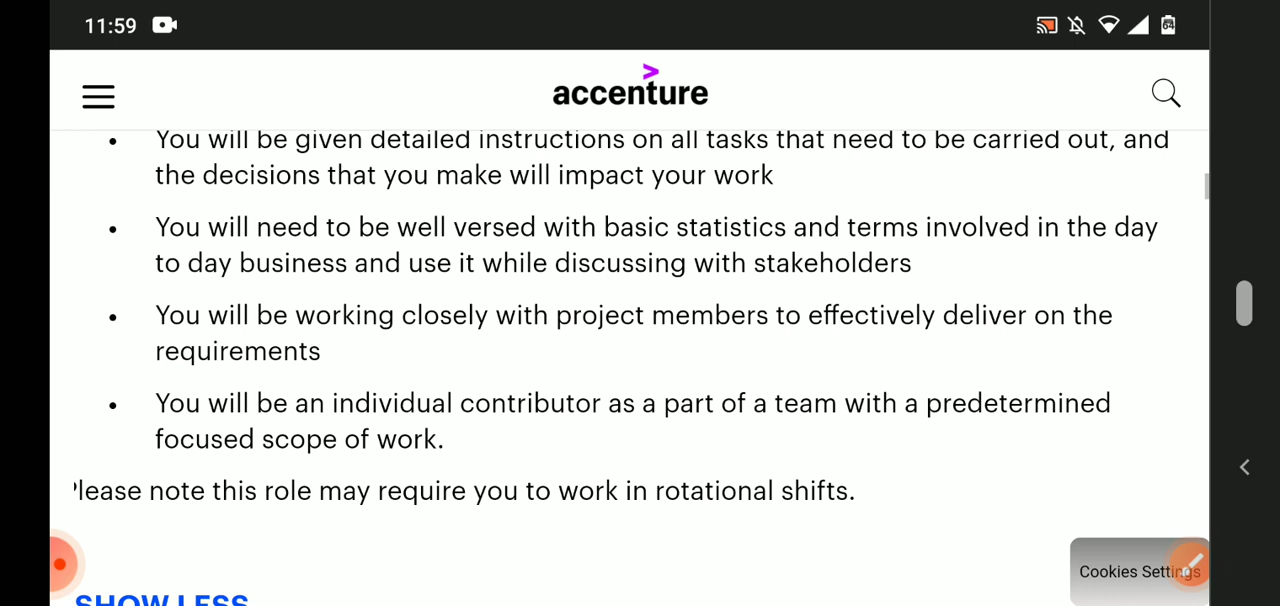 11:59
64
>
accenture
• You will be given detailed instructions on all tasks that need to be carried out, and
the decisions that you make will impact your work
• You will need to be well versed with basic statistics and terms involved in the day
to day business and use it while discussing with stakeholders
• You will be working closely with project members to effectively deliver on the
requirements
• You will be an individual contributor as a part of a team with a predetermined
focused scope of work.
Please note this role may require you to work in rotational shifts.
Cookies Settings
SHOW LESS